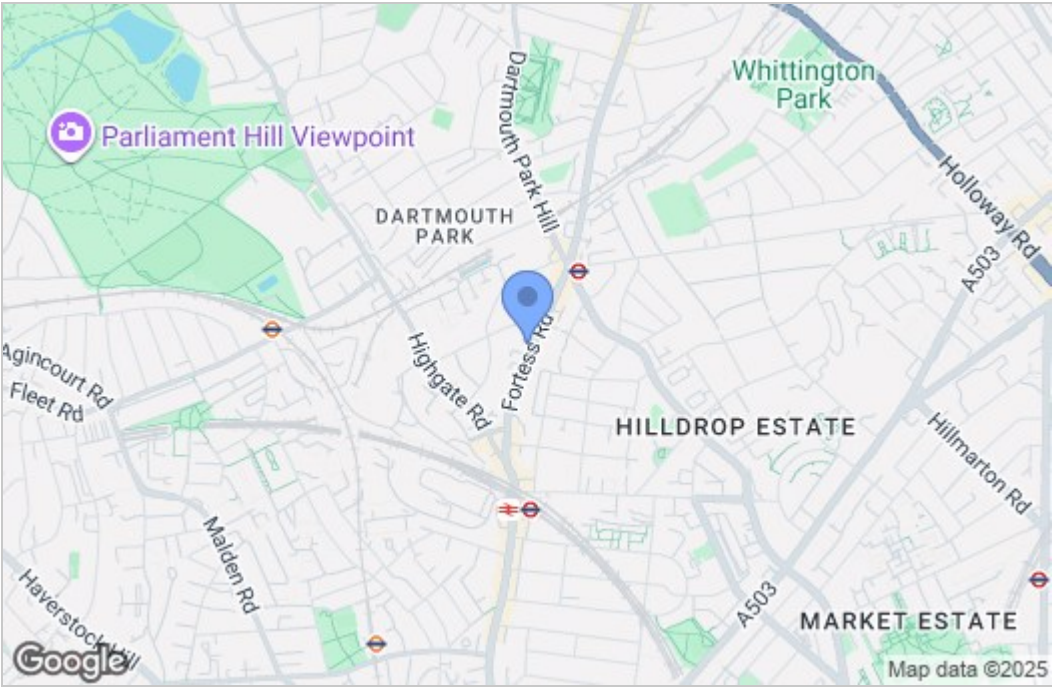 Whittington
Park
Parliament Hill Viewpoint
Dartmouth Park Hill
Holloway Rd
DARTMOUTH
PARK
A503
Fortess Rd
Highgate Rd
Agincourt Rd
Fleet Rd
HILLDROP ESTATE
Hillmarton Rd
Malden Rd
Haverstock Hill
A503
MARKET ESTATE
Google
Map data ©2025